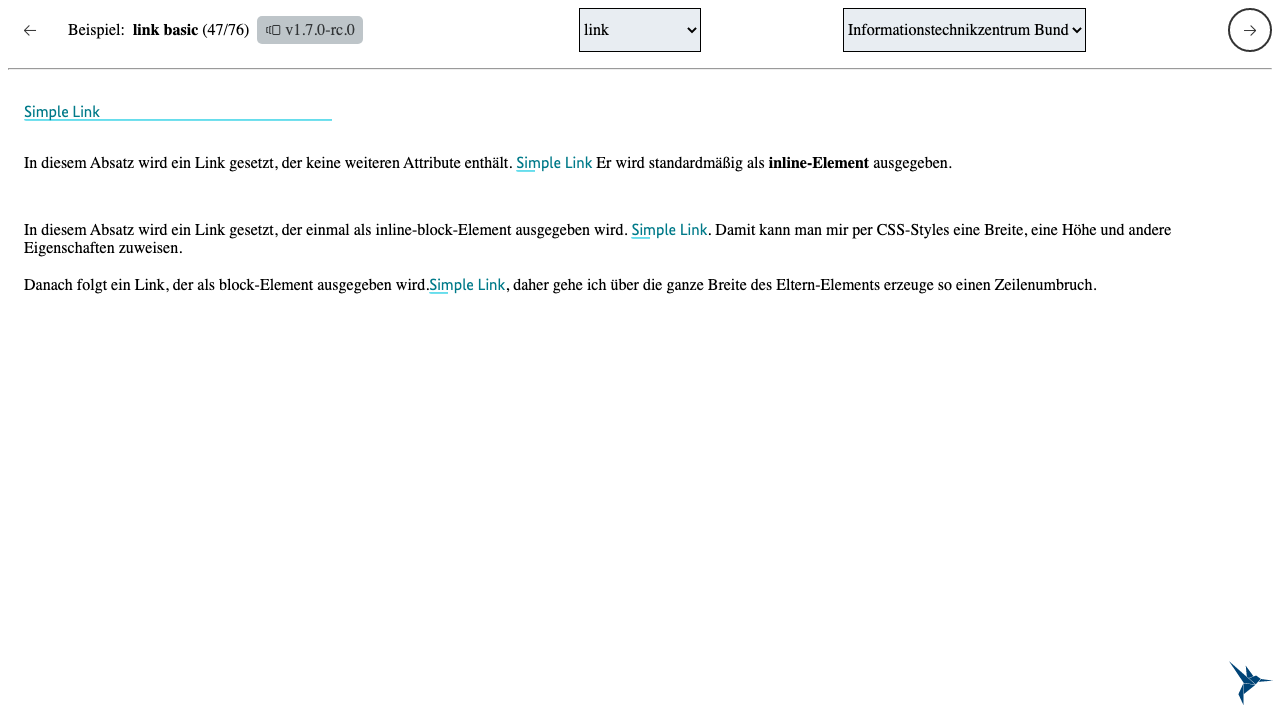 Beispiel: link basic (47/76) v1.7.0-rc.0 link Informationstechnikzentrum Bund
Simple Link
In diesem Absatz wird ein Link gesetzt, der keine weiteren Attribute enthält. Simple Link Er wird standardmäßig als inline-Element ausgegeben.
In diesem Absatz wird ein Link gesetzt, der einmal als inline-block-Element ausgegeben wird. Simple Link. Damit kann man mir per CSS-Styles eine Breite, eine Höhe und andere
Eigenschaften zuweisen.
Danach folgt ein Link, der als block-Element ausgegeben wird.Simple Link, daher gehe ich über die ganze Breite des Eltern-Elements erzeuge so einen Zeilenumbruch.